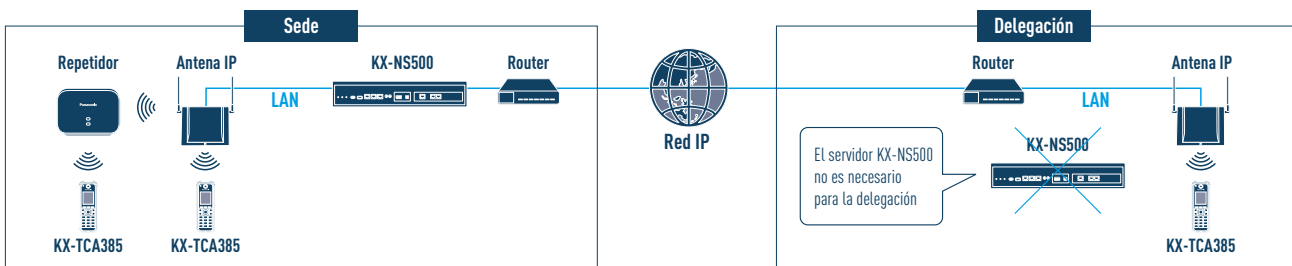 Sede
Repetidor
Antena IP
KX-NS500
Router
LAN
Panasonic
KX-TCA385
KX-TCA385
Red IP
Delegación
Router
Antena IP
LAN
KX-NS500
El servidor KX-NS500
no es necesario
para la delegación
KX-TCA385